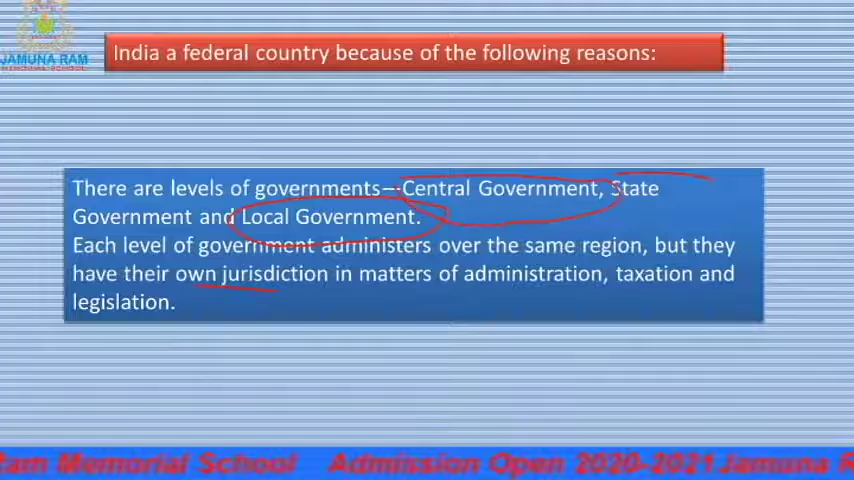 JAMUNA RAM
MEMORIAL SCHOOL
India a federal country because of the following reasons:
There are levels of governments—Central Government, State
Government and Local Government.
Each level of government administers over the same region, but they
have their own jurisdiction in matters of administration, taxation and
legislation.
Ram Memorial School Admission Open 2020-2021 Jamuna R